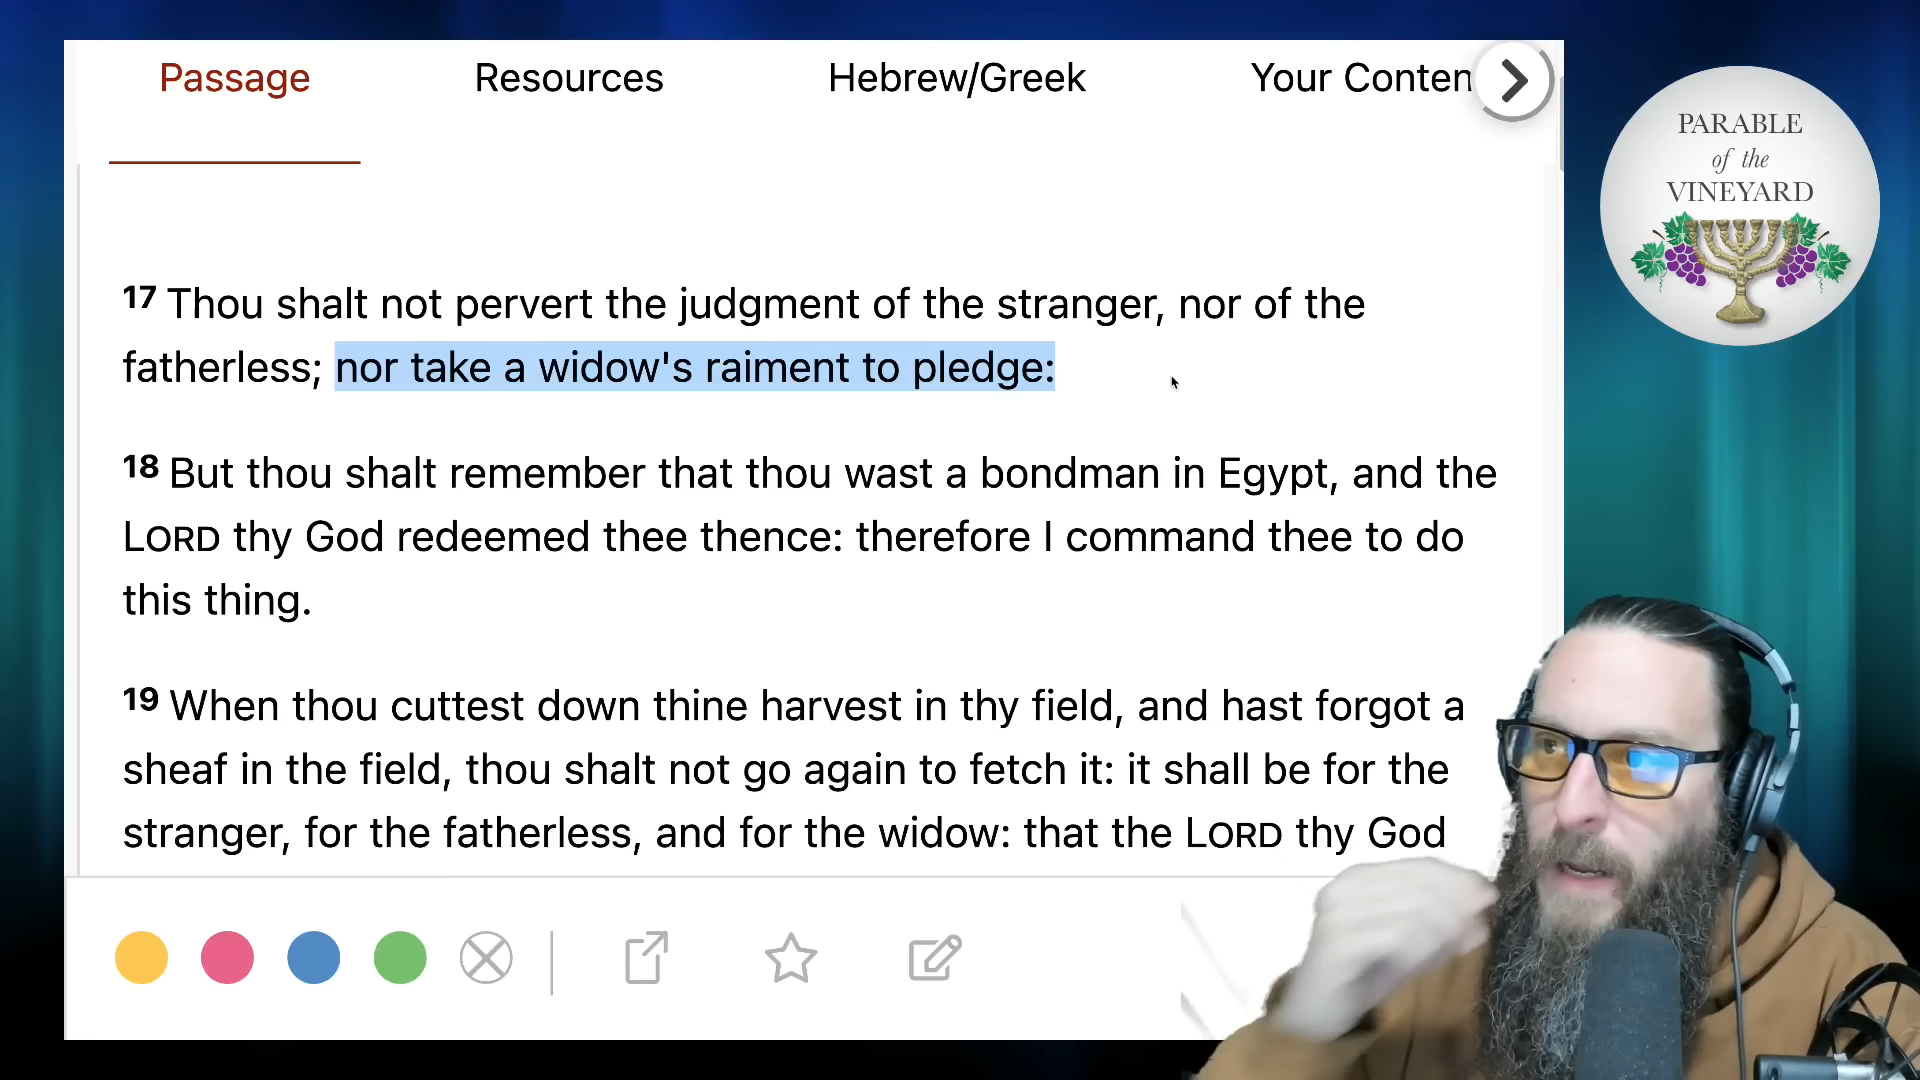 Passage Resources Hebrew/Greek Your Conten
PARABLE
of the
VINEYARD
17 Thou shalt not pervert the judgment of the stranger, nor of the
fatherless; nor take a widow's raiment to pledge:
18 But thou shalt remember that thou wast a bondman in Egypt, and the
LORD thy God redeemed thee thence: therefore I command thee to do
this thing.
19 When thou cuttest down thine harvest in thy field, and hast forgot a
sheaf in the field, thou shalt not go again to fetch it: it shall be for the
stranger, for the fatherless, and for the widow: that the LORD thy God